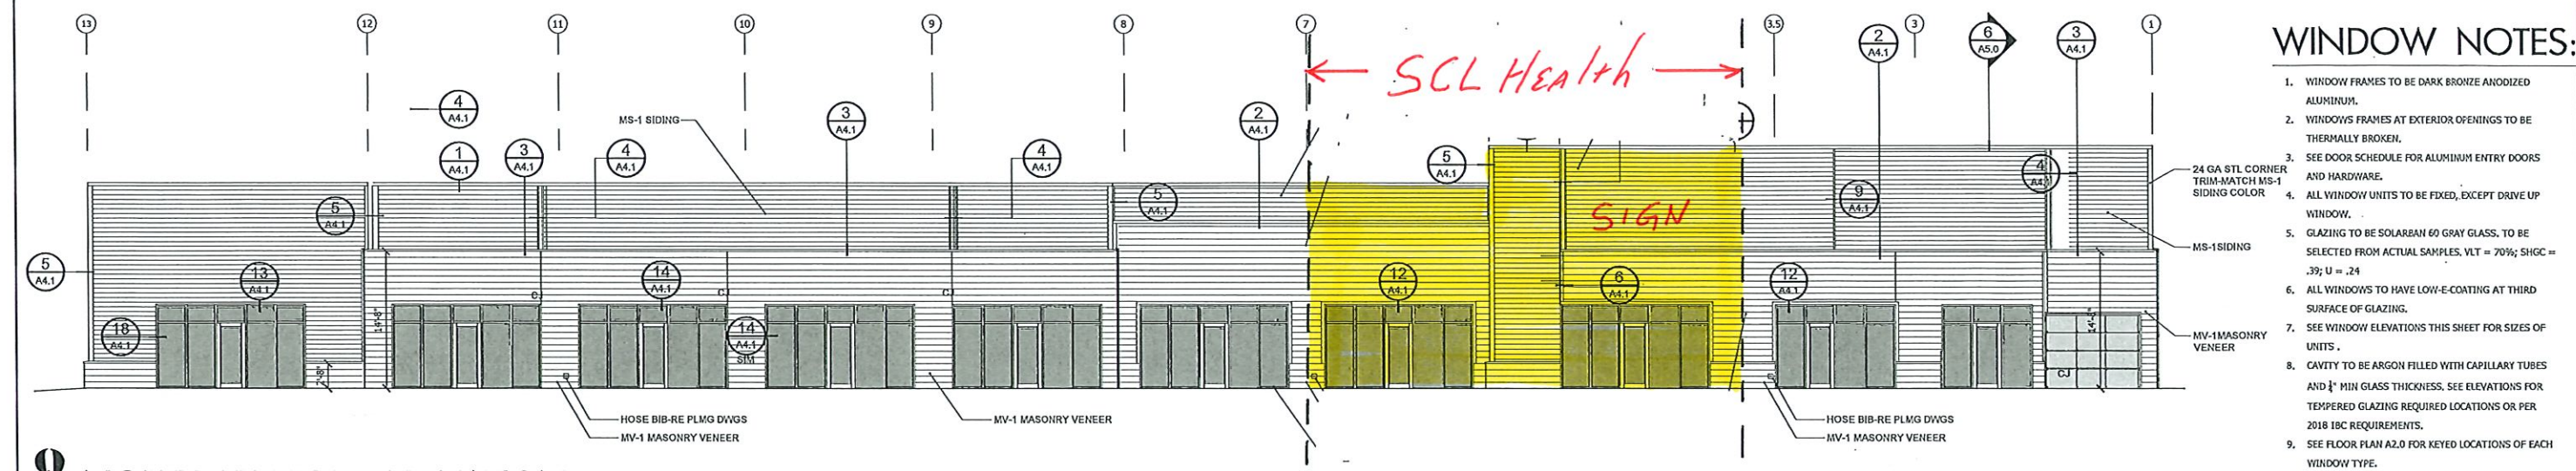 13 12 11 10 9 8 7 3.5 3 1
SCL Health
2 A4.1
6 A5.0
3 A4.1
4 A4.1
3 A4.1
2 A4.1
MS-1 SIDING
1 A4.1
3 A4.1
4 A4.1
4 A4.1
5 A4.1
4
5 A4.1
5 A4.1
9 A4.1
SIGN
5 A4.1
13 A4.1
14 A4.1
12 A4.1
6 A4.1
12 A4.1
CJ
CJ
CJ
18 A4.1
14'-8"
14 A4.1
SIM
CJ
24 GA STL CORNER
TRIM-MATCH MS-1
SIDING COLOR
MS-1SIDING
MV-1MASONRY
VENEER
HOSE BIB-RE PLMG DWGS
MV-1 MASONRY VENEER
MV-1 MASONRY VENEER
HOSE BIB-RE PLMG DWGS
MV-1 MASONRY VENEER
WINDOW NOTES:
1. WINDOW FRAMES TO BE DARK BRONZE ANODIZED
ALUMINUM.
2. WINDOWS FRAMES AT EXTERIOR OPENINGS TO BE
THERMALLY BROKEN.
3. SEE DOOR SCHEDULE FOR ALUMINUM ENTRY DOORS
AND HARDWARE.
4. ALL WINDOW UNITS TO BE FIXED, EXCEPT DRIVE UP
WINDOW.
5. GLAZING TO BE SOLARBAN 60 GRAY GLASS. TO BE
SELECTED FROM ACTUAL SAMPLES, VLT = 70%; SHGC =
.39; U = .24
6. ALL WINDOWS TO HAVE LOW-E-COATING AT THIRD
SURFACE OF GLAZING.
7. SEE WINDOW ELEVATIONS THIS SHEET FOR SIZES OF
UNITS .
8. CAVITY TO BE ARGON FILLED WITH CAPILLARY TUBES
AND ¼" MIN GLASS THICKNESS. SEE ELEVATIONS FOR
TEMPERED GLAZING REQUIRED LOCATIONS OR PER
2018 IBC REQUIREMENTS.
9. SEE FLOOR PLAN A2.0 FOR KEYED LOCATIONS OF EACH
WINDOW TYPE.